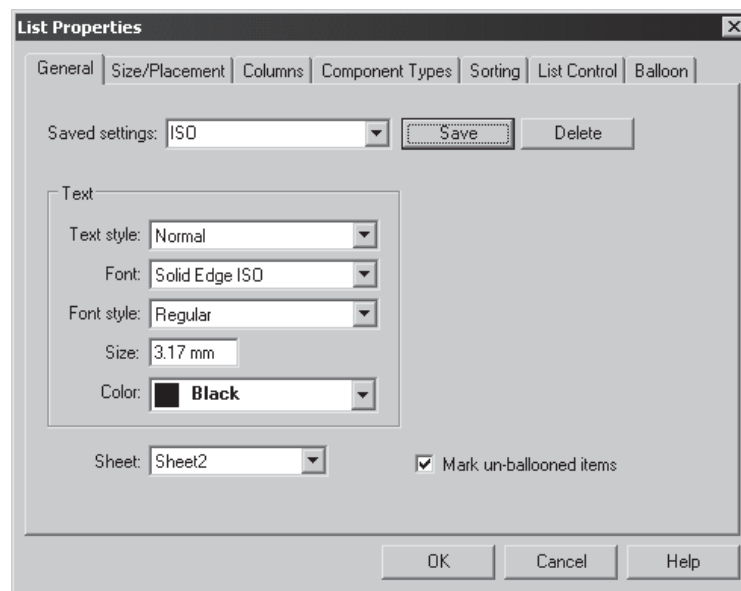 List Properties
General Size/Placement Columns Component Types Sorting List Control Balloon
Saved settings: ISO Save Delete
Text
Text style: Normal
Font: Solid Edge ISO
Font style: Regular
Size: 3.17 mm
Color: Black
Sheet: Sheet2 Mark un-ballooned items
OK Cancel Help